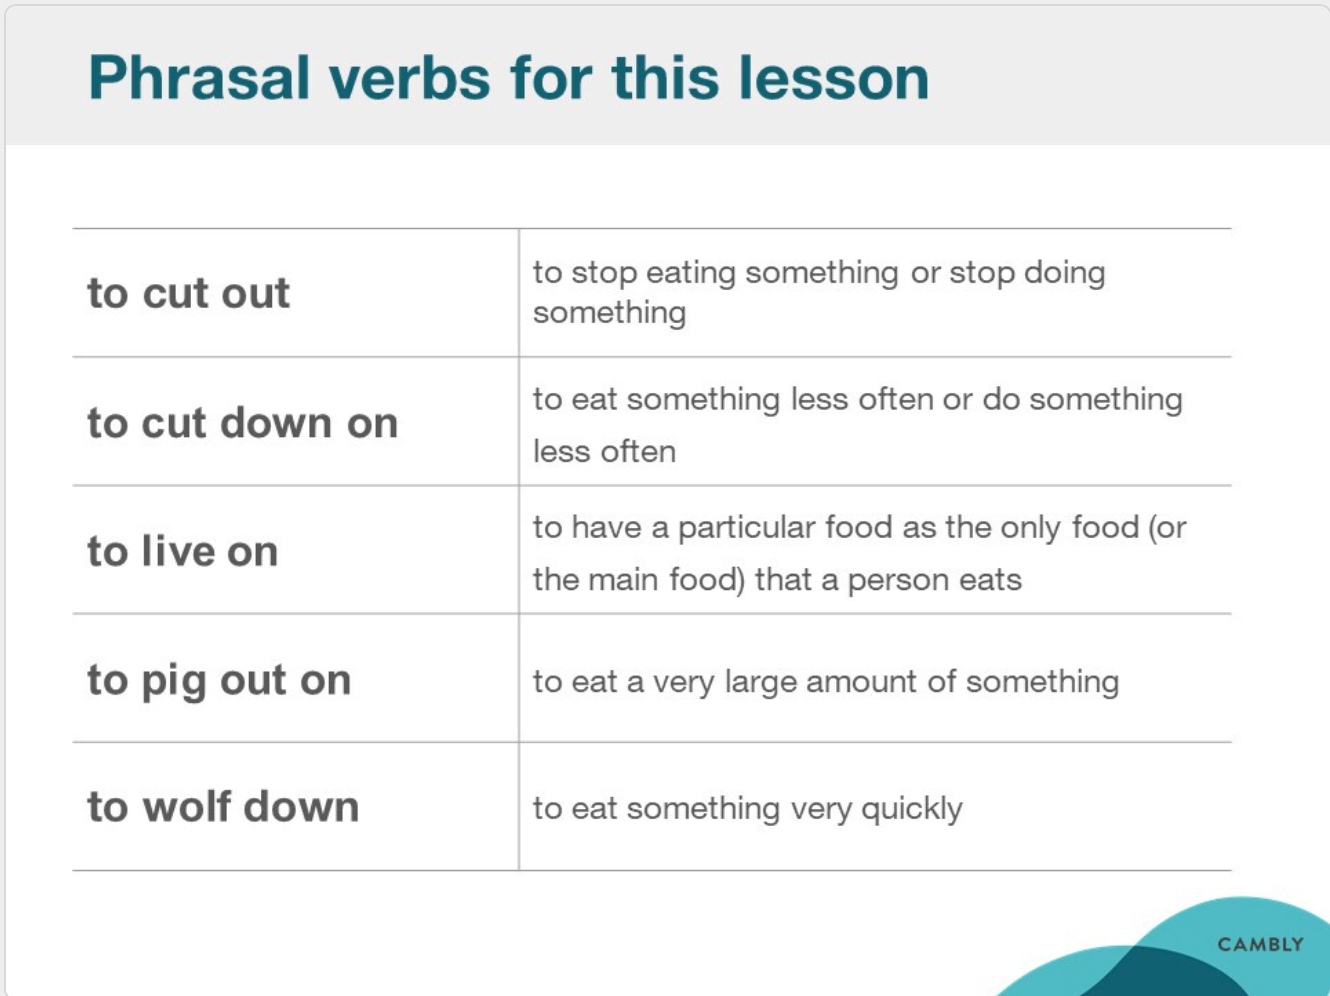 Phrasal verbs for this lesson
to cut out
to stop eating something or stop doing
something
to cut down on
to eat something less often or do something
less often
to live on
to have a particular food as the only food (or
the main food) that a person eats
to pig out on
to eat a very large amount of something
to wolf down
to eat something very quickly
CAMBLY